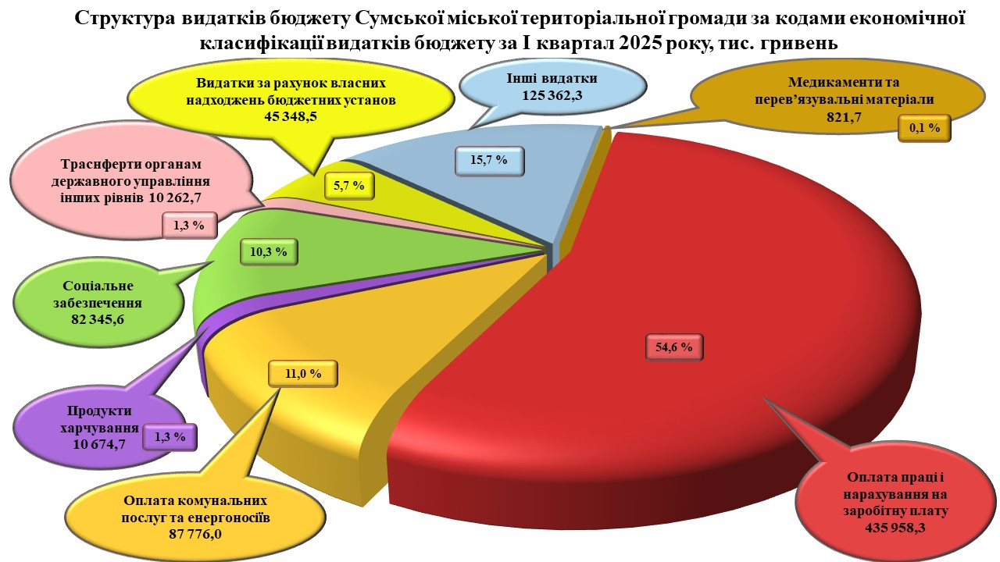 Структура видатків бюджету Сумської міської територіальної громади за кодами економічної
класифікації видатків бюджету за І квартал 2025 року, тис. гривень
Видатки за рахунок власних
надходжень бюджетних установ
45 348,5
5,7 %
Інші видатки
125 362,3
15,7 %
Медикаменти та
перев’язувальні матеріали
821,7
0,1 %
Траснферти органам
державного управління
інших рівнів 10 262,7
1,3 %
Соціальне
забезпечення
82 345,6
10,3 %
Продукти
харчування
10 674,7
1,3 %
Оплата комунальних
послуг та енергоносіїв
87 776,0
11,0 %
54,6 %
Оплата праці і
нарахування на
заробітну плату
435 958,3